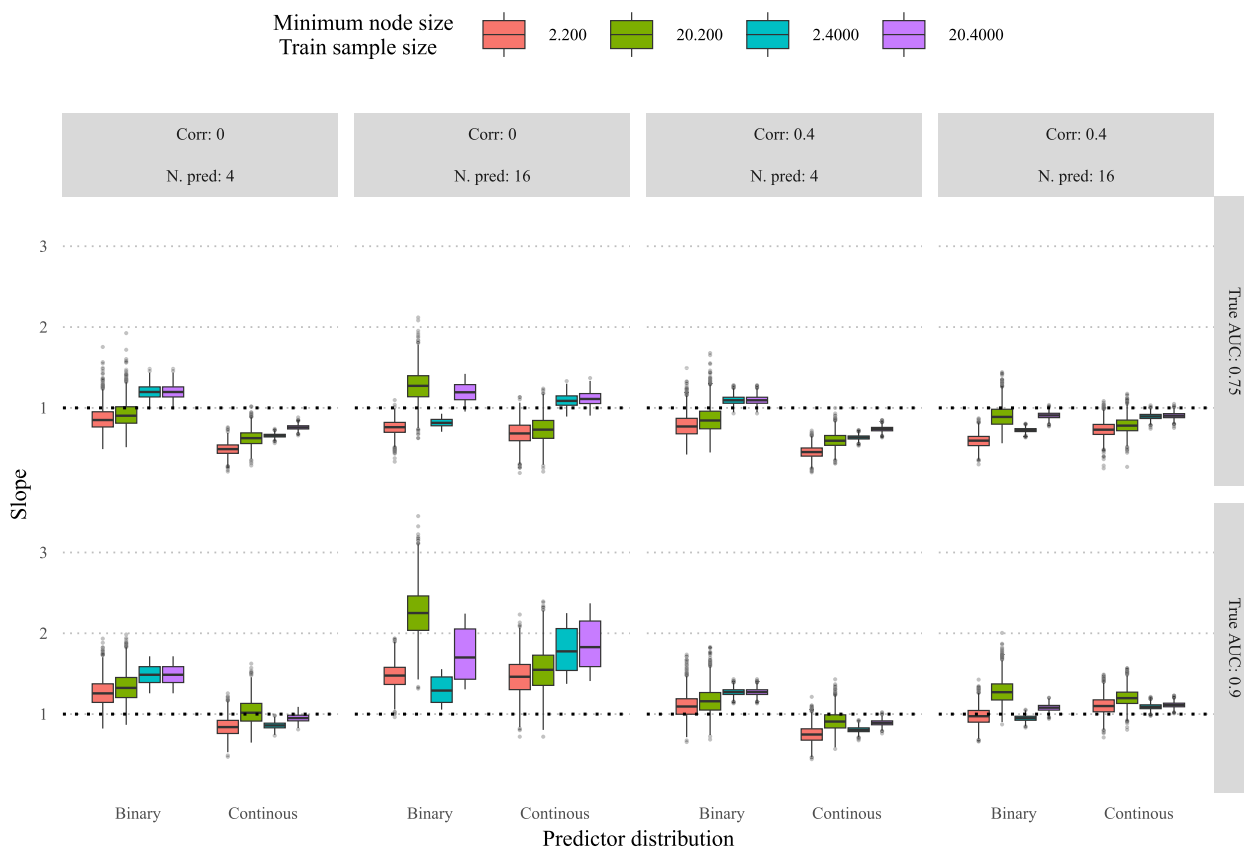 Minimum node size
Train sample size
2.200
20.200
2.4000
20.4000
Corr: 0
N. pred: 4
Corr: 0
N. pred: 16
Corr: 0.4
N. pred: 4
Corr: 0.4
N. pred: 16
3
2
1
True AUC: 0.75
Slope
3
2
1
True AUC: 0.9
Binary
Continous
Binary
Continous
Binary
Continous
Binary
Continous
Predictor distribution